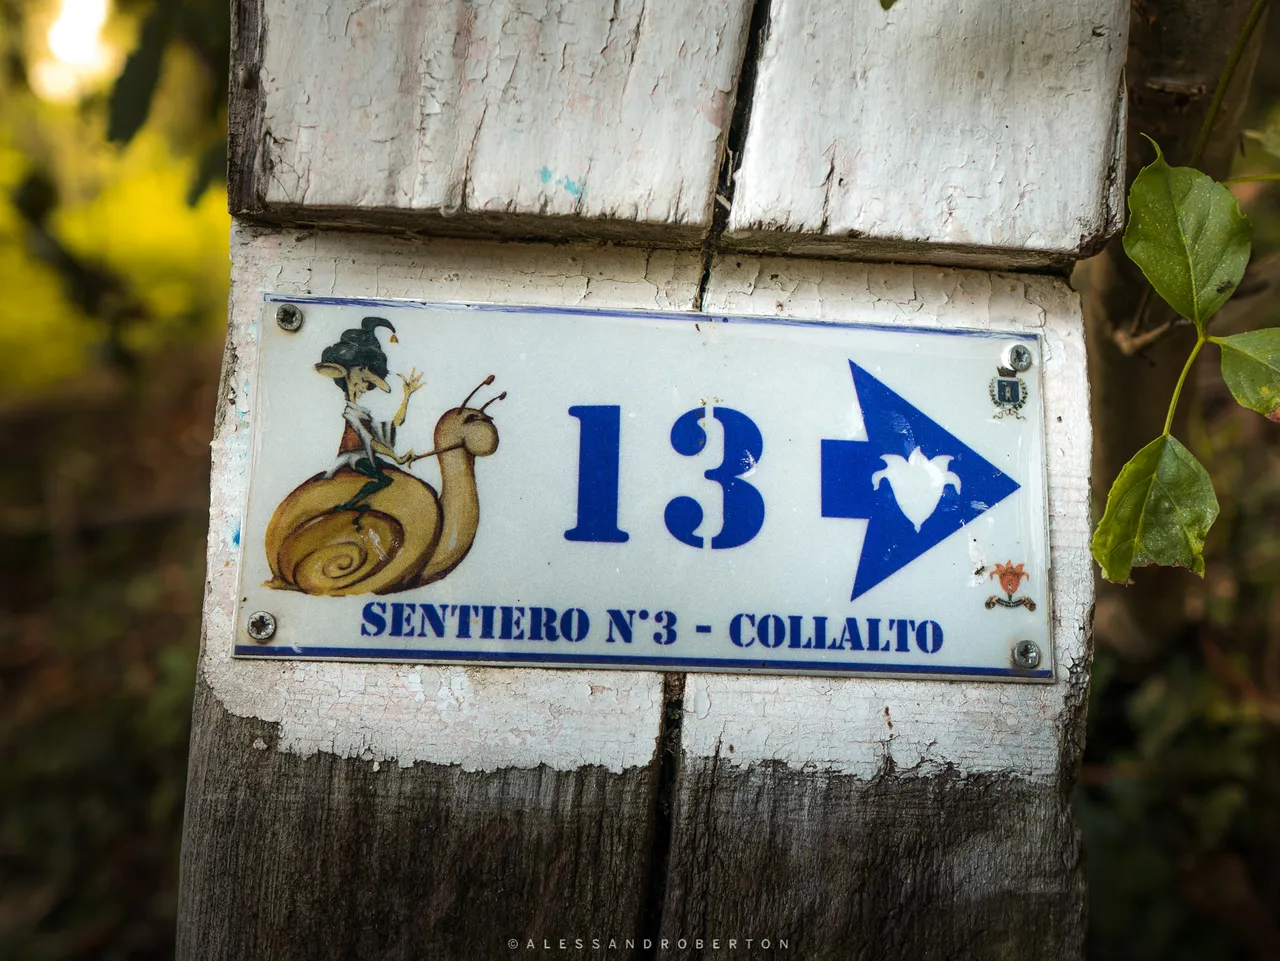 13
SENTIERO N°3 - COLLALTO
©ALESSANDROBERTON